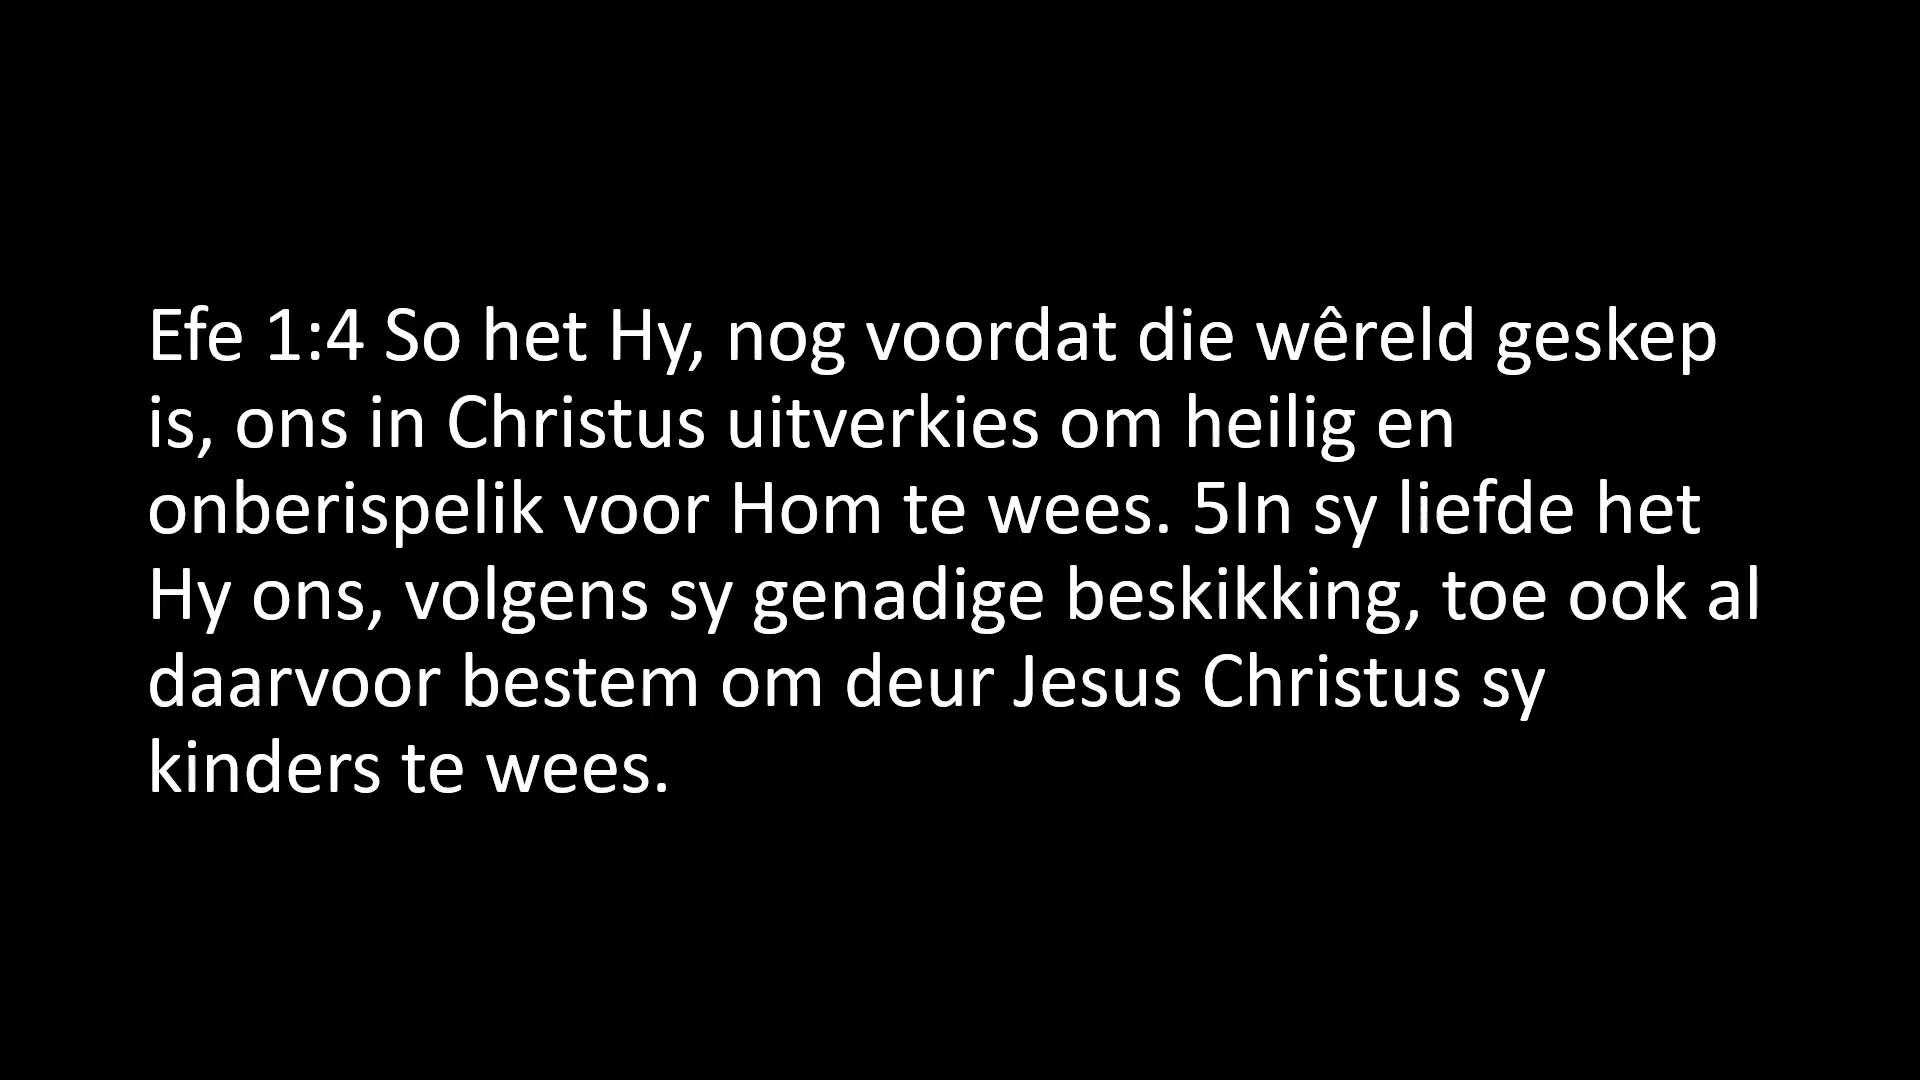 Efe 1:4 So het Hy, nog voordat die wêreld geskep
is, ons in Christus uitverkies om heilig en
onberispelik voor Hom te wees. 5In sy liefde het
Hy ons, volgens sy genadige beskikking, toe ook al
daarvoor bestem om deur Jesus Christus sy
kinders te wees.